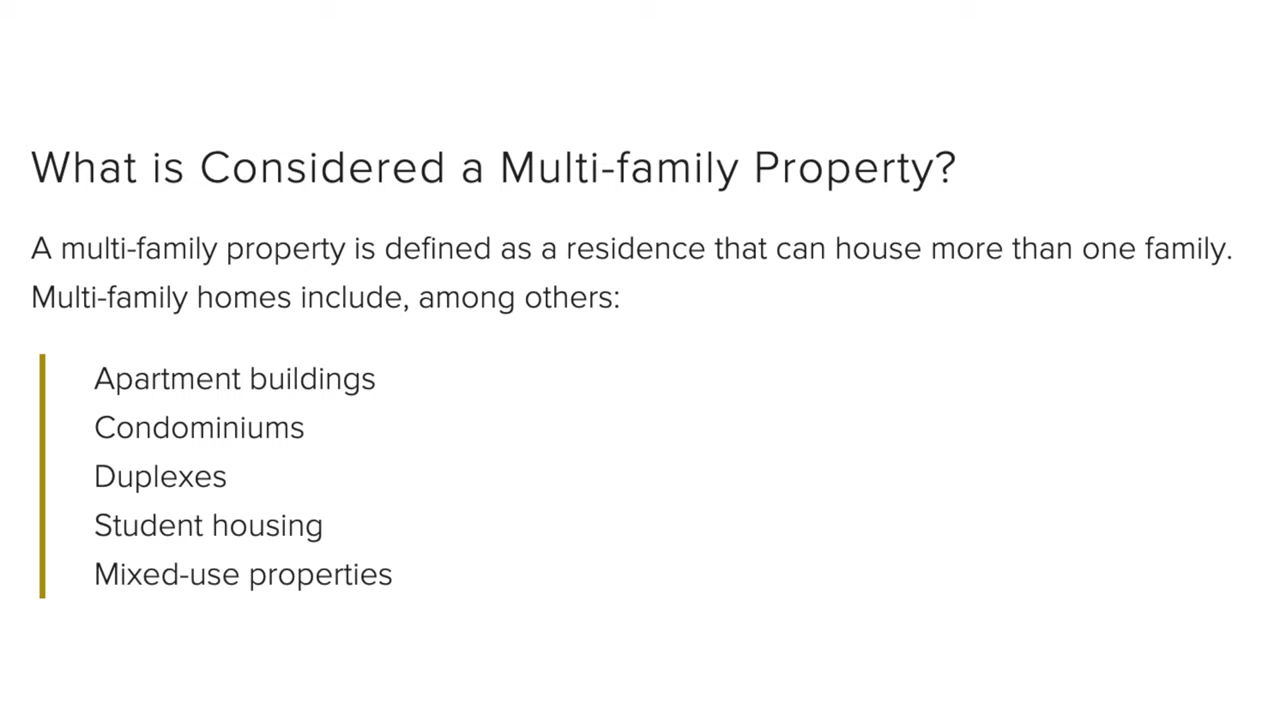 What is Considered a Multi-family Property?
A multi-family property is defined as a residence that can house more than one family.
Multi-family homes include, among others:
Apartment buildings
Condominiums
Duplexes
Student housing
Mixed-use properties